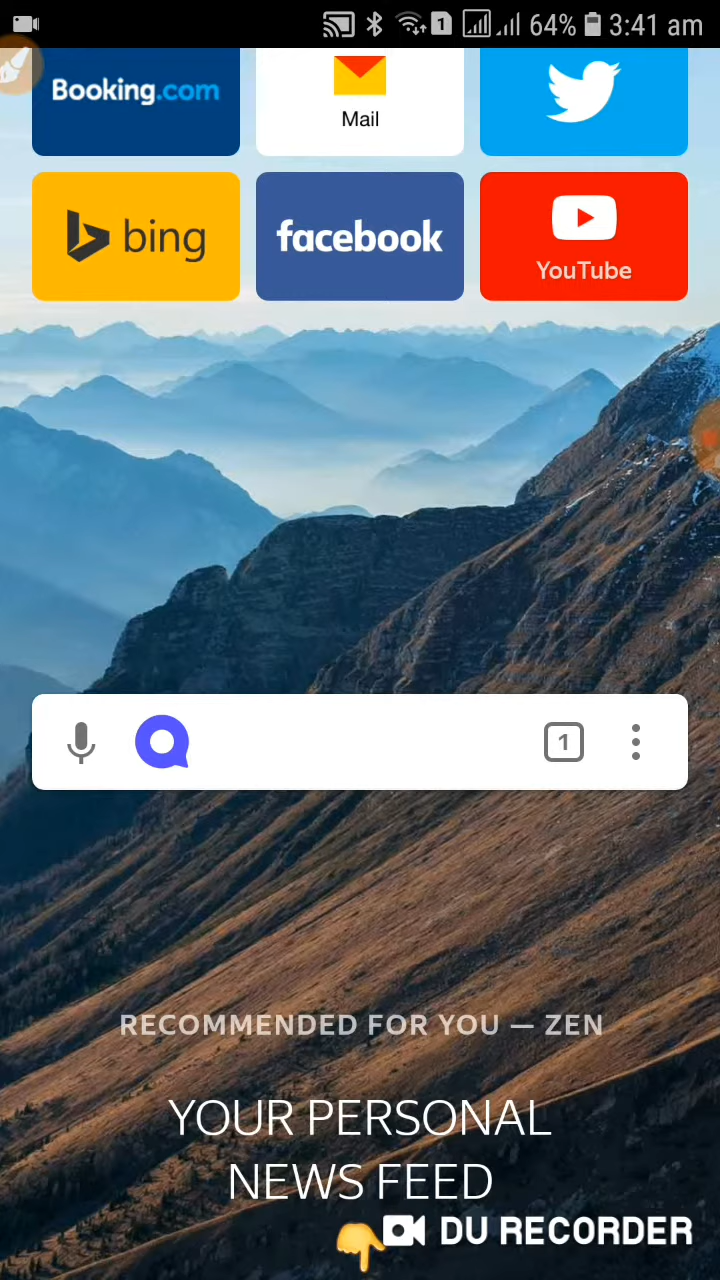 1 64% 3:41 am
Booking.com Mail
bing facebook YouTube
1
RECOMMENDED FOR YOU — ZEN
YOUR PERSONAL
NEWS FEED
DU RECORDER